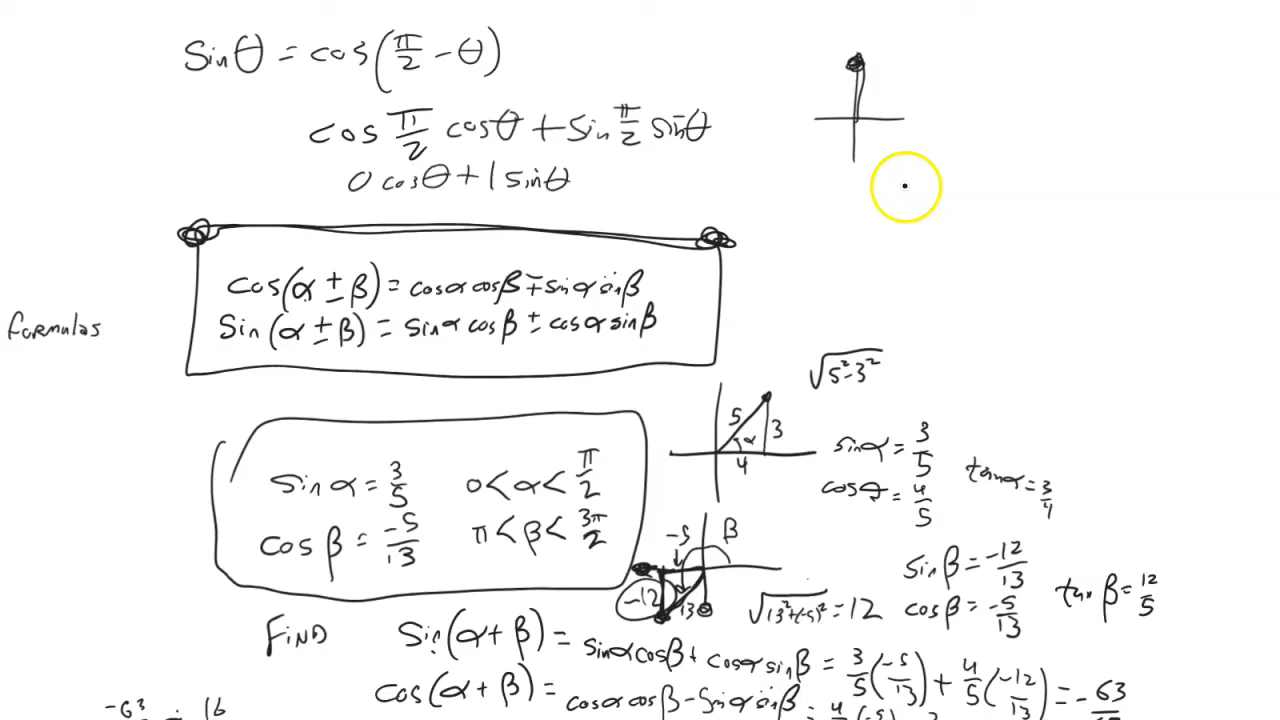 sinθ = cos(π/2 - θ)
cos π/2 cosθ + sin π/2 sinθ
0 cosθ + 1 sinθ
formulas
cos(α ± β) = cosα cosβ ∓ sinα sinβ
sin(α ± β) = sinα cosβ ± cosα sinβ
√5²-3²
5
3
α
4
sinα = 3/5
cosθ = 4/5
tanα = 3/4
sinα = 3/5 0<α<π/2
cosβ = -5/13 π<β<3π/2
-5
β
-12
13
√13²+(-5)² = 12
sinβ = -12/13
cosβ = -5/13
tanβ = 12/5
FIND sin(α+β) = sinα cosβ + cosα sinβ = 3/5(-5/13) + 4/5(-12/13) = -63
cos(α+β) = cosα cosβ - sinα sinβ =
-63
16